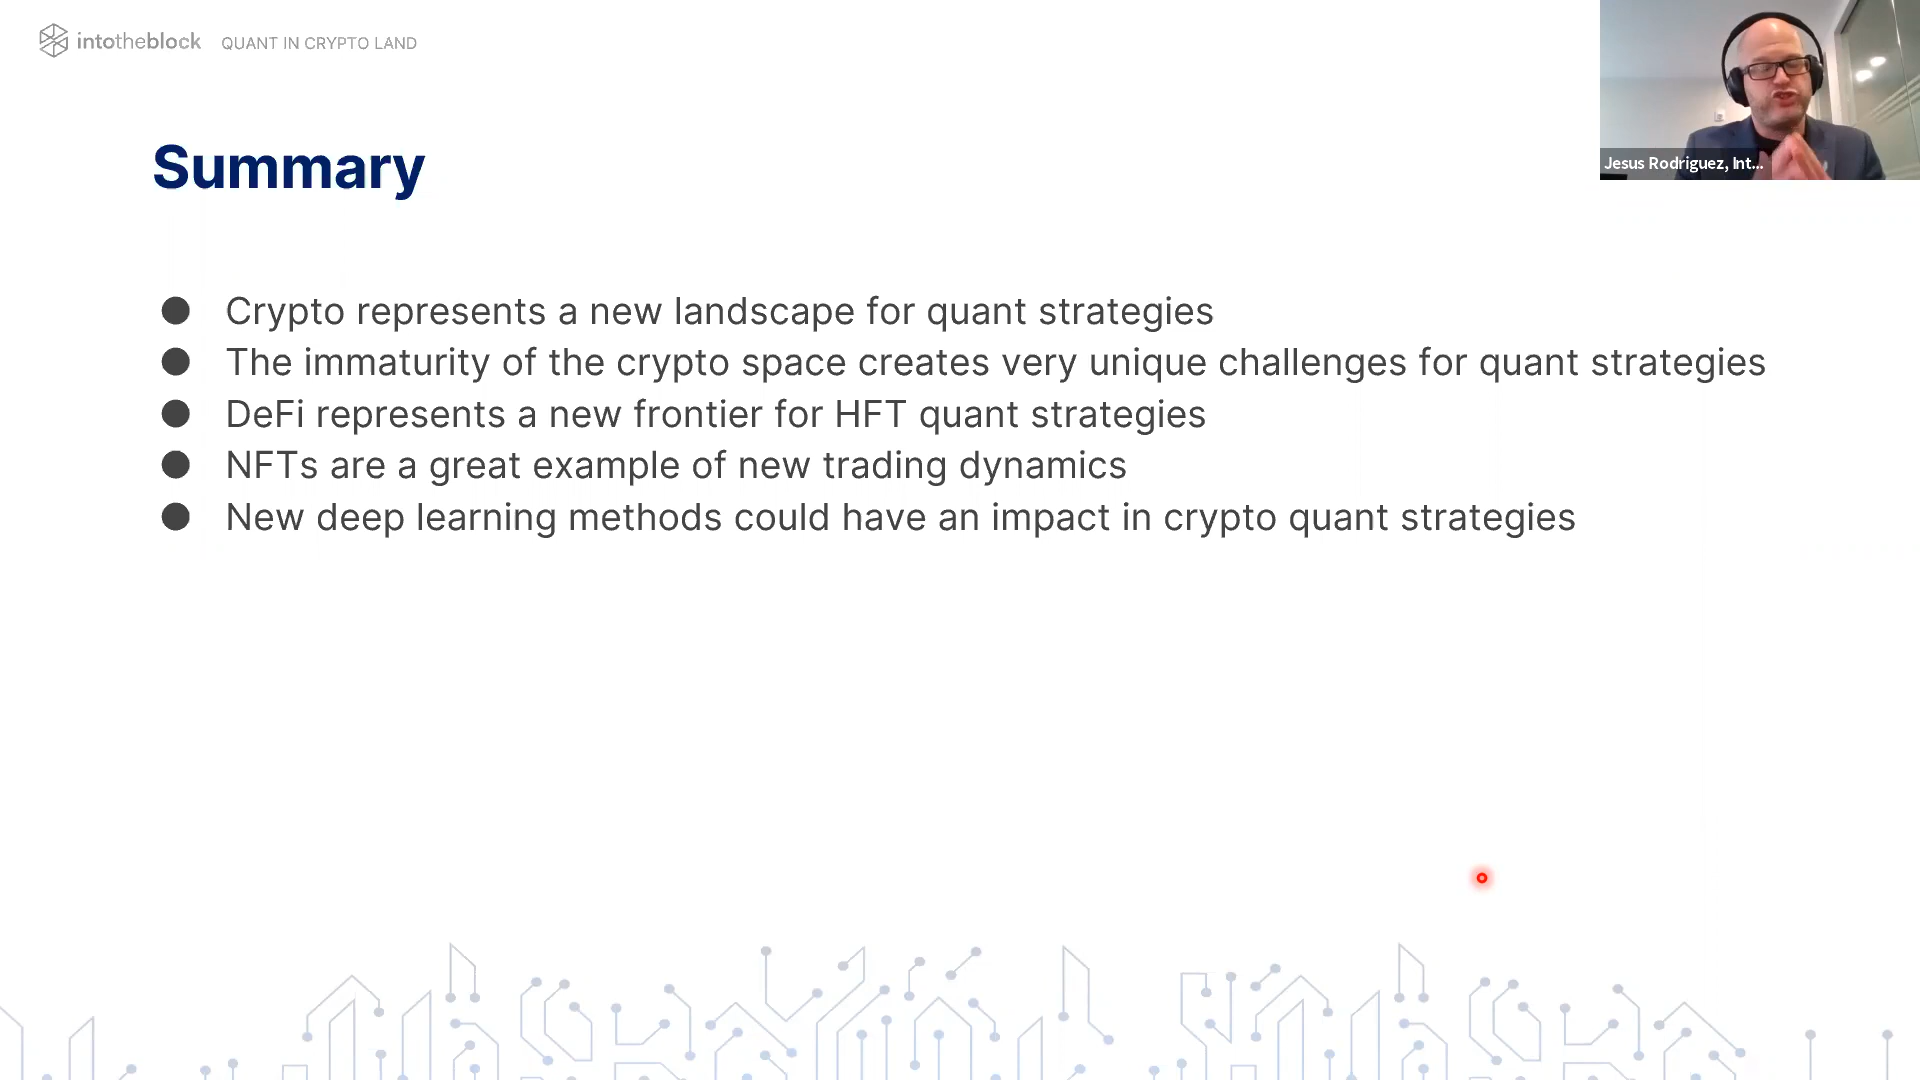 intotheblock QUANT IN CRYPTO LAND
Jesus Rodriguez, Int...
Summary
● Crypto represents a new landscape for quant strategies
● The immaturity of the crypto space creates very unique challenges for quant strategies
● DeFi represents a new frontier for HFT quant strategies
● NFTs are a great example of new trading dynamics
● New deep learning methods could have an impact in crypto quant strategies